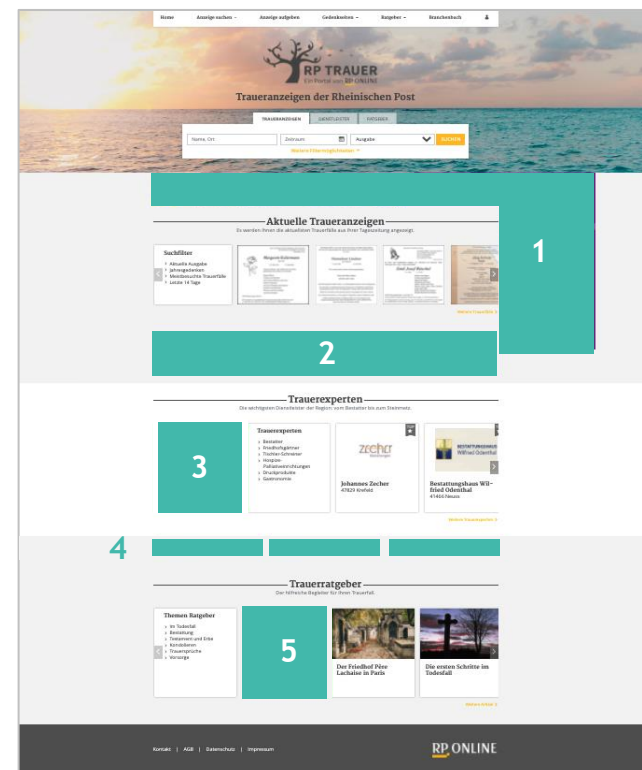 Home Anzeige suchen Anzeige aufgeben Gedenkseiten Ratgeber Branchenbuch
RP TRAUER
Ein Portal von RP ONLINE
Traueranzeigen der Rheinischen Post
TRAUERANZEIGEN DIENSTLEISTER RATGEBER
Name, Ort Zeitraum Ausgabe SUCHEN
Weitere Filtermöglichkeiten
1
Aktuelle Traueranzeigen
Es werden Ihnen die aktuellsten Trauerfälle aus Ihrer Tageszeitung angezeigt.
Suchfilter
Aktuelle Ausgabe
Jahresgedenken
Meistbesuchte Trauerfälle
Letzte 14 Tage
Weitere Trauerfälle
2
Trauerexperten
Die wichtigsten Dienstleister der Region: vom Bestatter bis zum Steinmetz.
3
Trauerexperten
Bestatter
Friedhofsgärtner
Tischler-Schreiner
Hospize-
Palliativeinrichtungen
Druckprodukte
Gastronomie
zecher
Johannes Zecher
47829 Krefeld
BESTATTUNGSHAUS
Wilfried Odenthal
Bestattungshaus Wil-
fried Odenthal
41464 Neuss
Weitere Trauerexperten
4
Trauerratgeber
Der hilfreiche Begleiter für Ihren Trauerfall.
Themen Ratgeber
Im Todesfall
Bestattung
Testament und Erbe
Kondolieren
Trauersprüche
Vorsorge
5
Der Friedhof Père
Lachaise in Paris
Die ersten Schritte im
Todesfall
Weitere Artikel
Kontakt | AGB | Datenschutz | Impressum
RP ONLINE